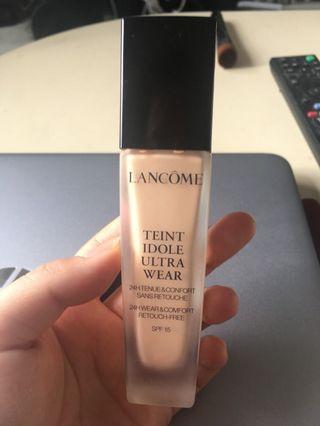 LANCÔME
TEINT
IDOLE
ULTRA
WEAR
24H TENUE & CONFORT
SANS RETOUCHE
24H WEAR & COMFORT
RETOUCH-FREE
SPF 15